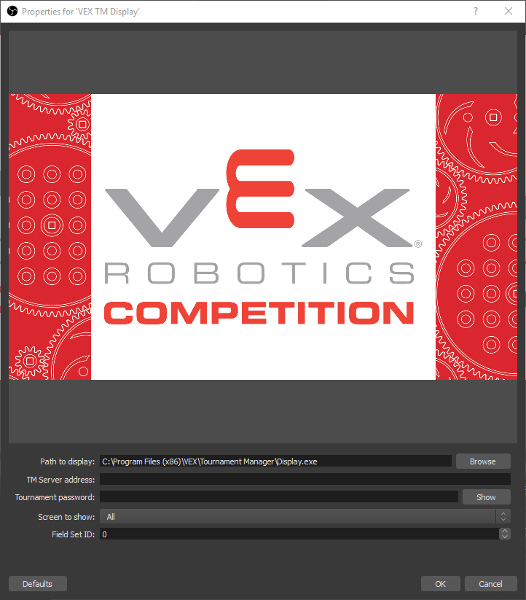 Properties for 'VEX TM Display'
VEX
®
ROBOTICS
COMPETITION
Path to display: C:\Program Files (x86)\VEX\Tournament Manager\Display.exe Browse
TM Server address:
Tournament password: Show
Screen to show: All
Field Set ID: 0
Defaults OK Cancel